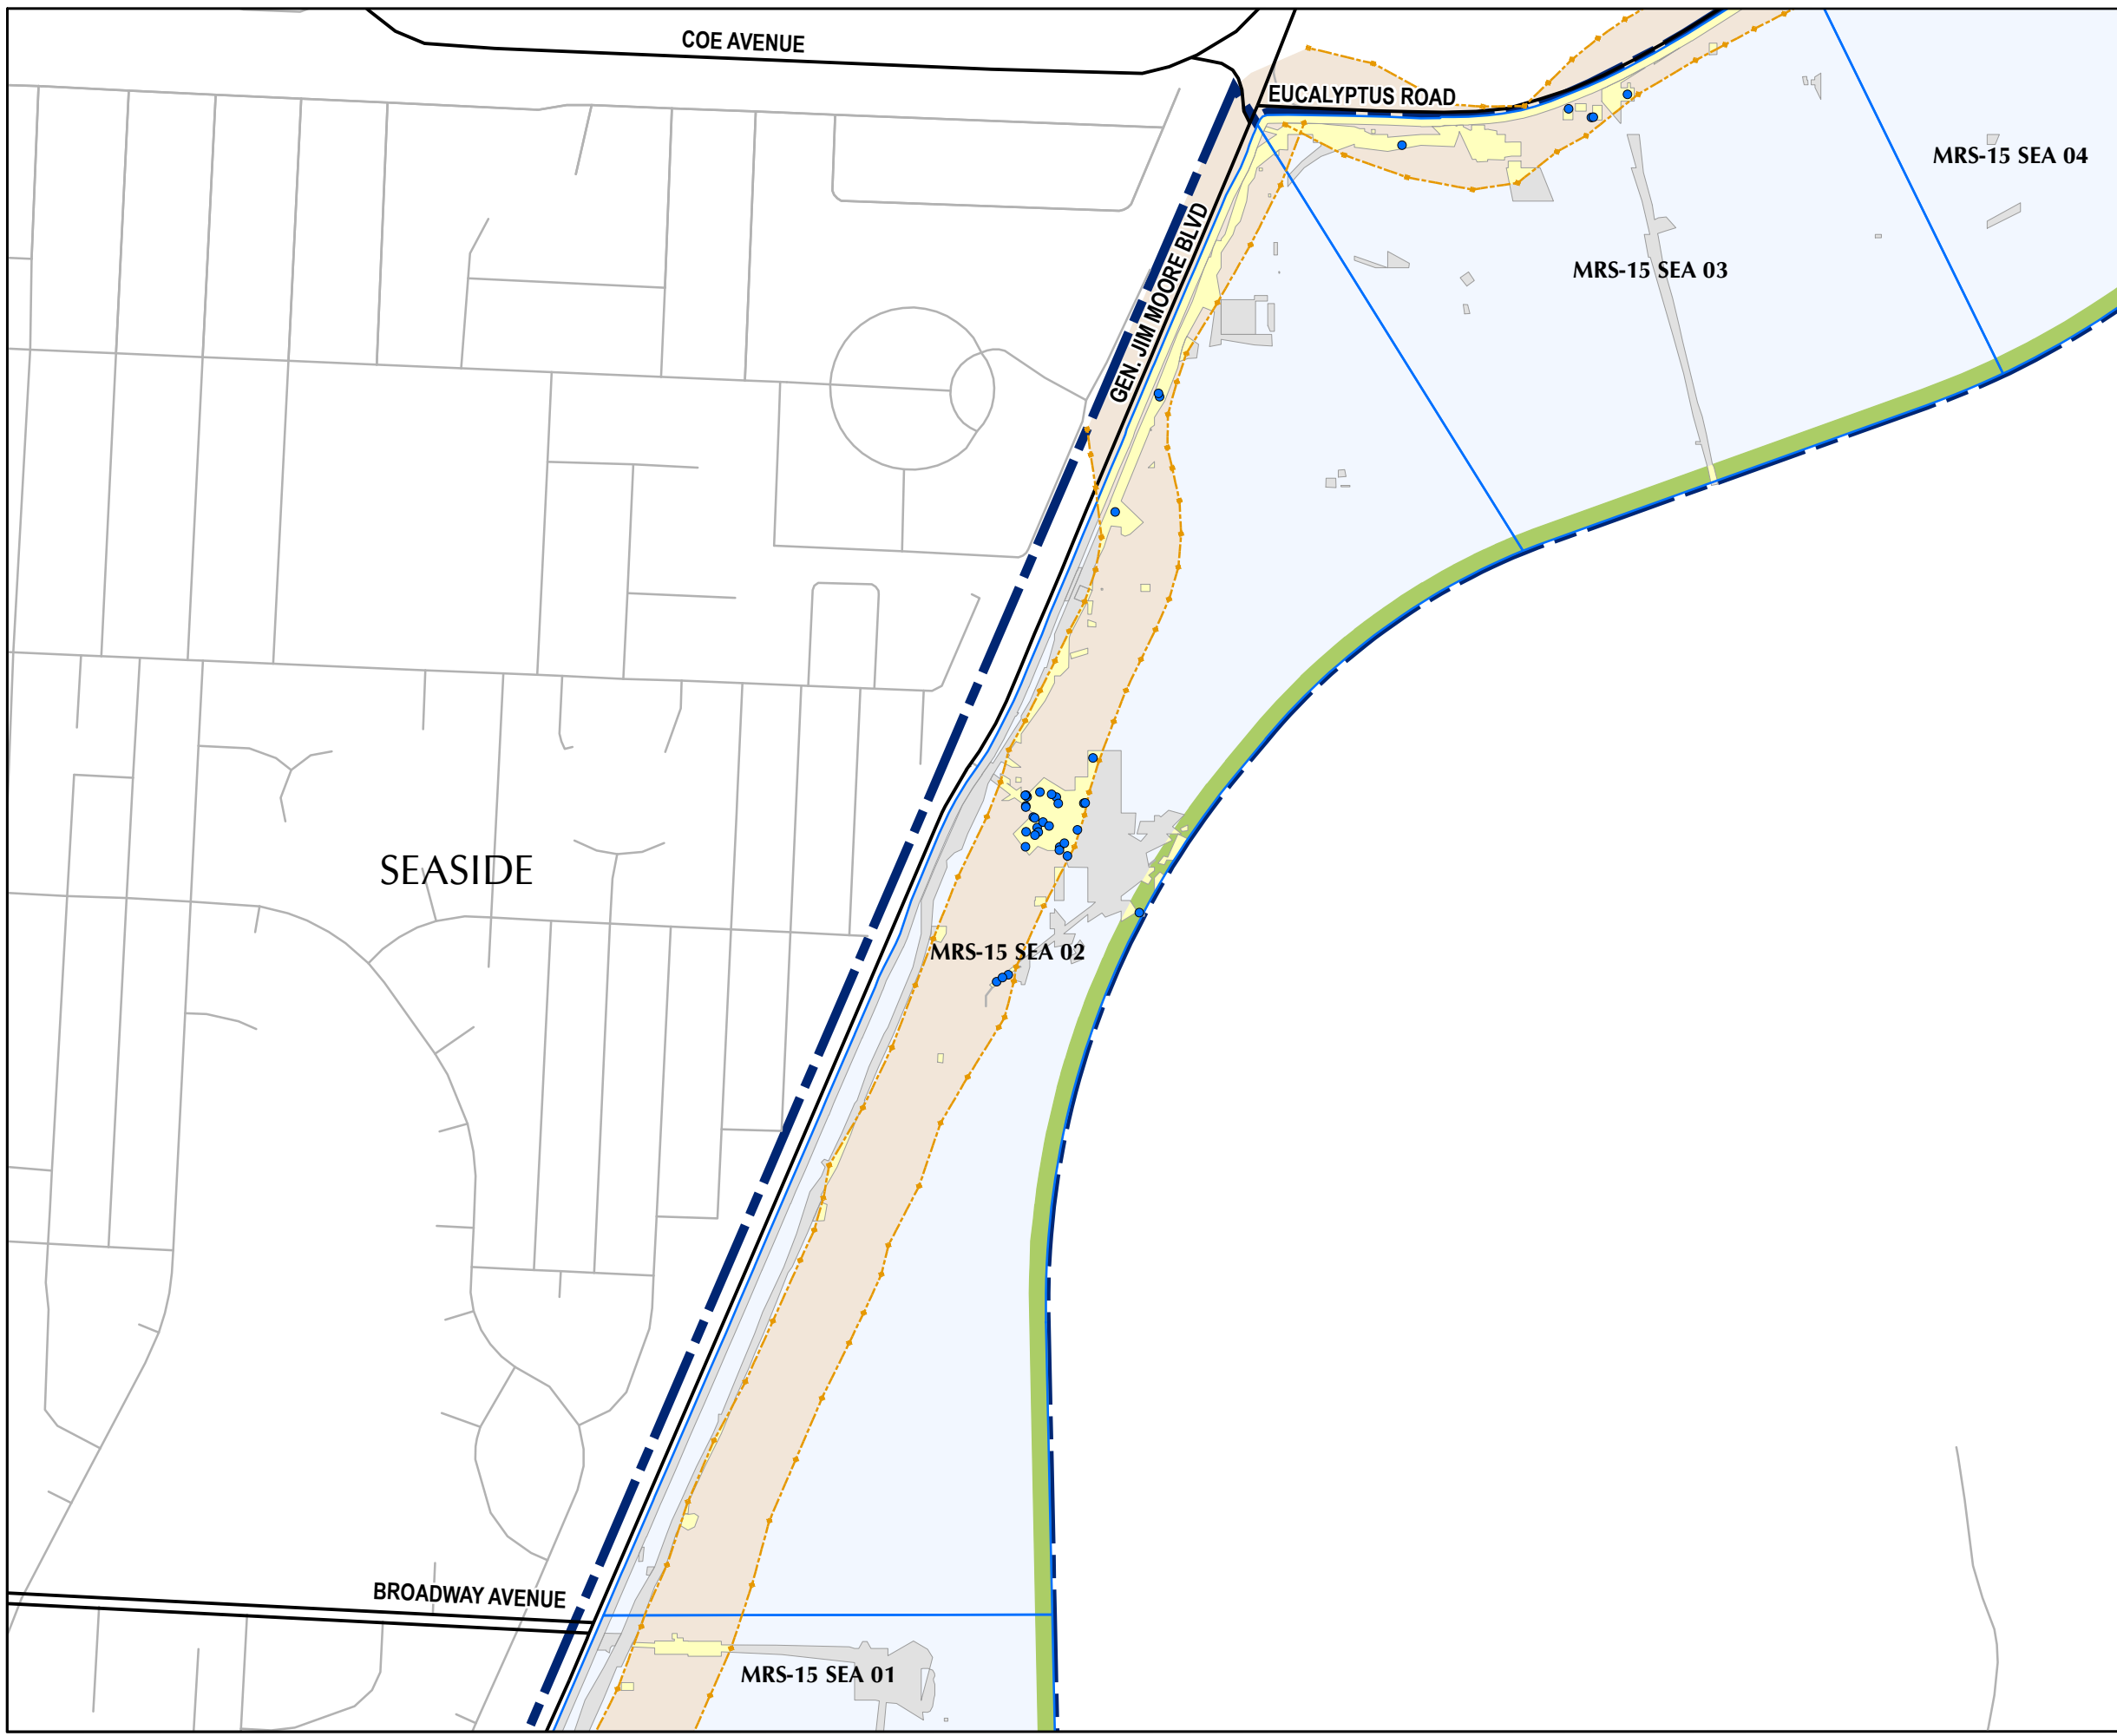 COE AVENUE
EUCALYPTUS ROAD
MRS-15 SEA 04
GEN. JIM MOORE BLVD
MRS-15 SEA 03
SEASIDE
MRS-15 SEA 02
BROADWAY AVENUE
MRS-15 SEA 01